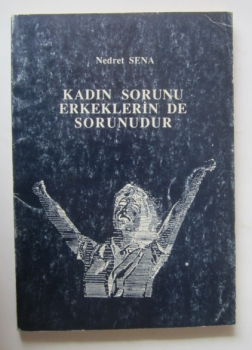 Nedret SENA
KADIN SORUNU
ERKEKLERİN DE
SORUNUDUR